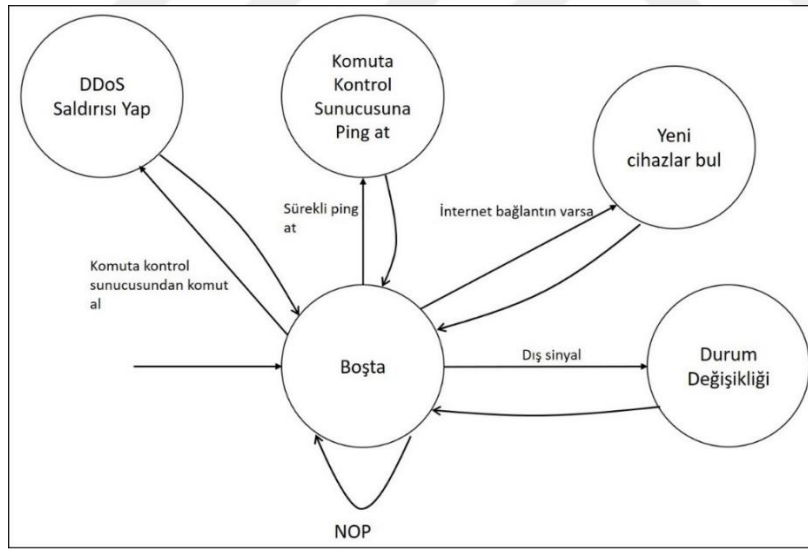 DDoS
Saldırısı Yap
Komuta
Kontrol
Sunucusuna
Ping at
Yeni
cihazlar bul
Sürekli ping
at
İnternet bağlantın varsa
Komuta kontrol
sunucusundan komut
al
Boşta
Dış sinyal
Durum
Değişikliği
NOP